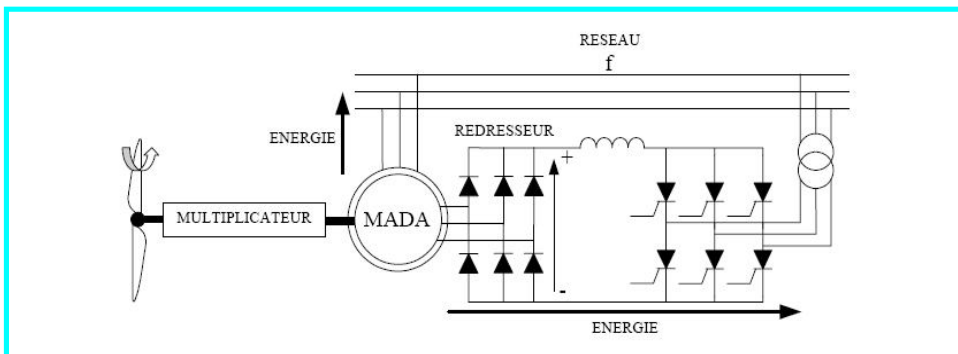 RESEAU
f
ENERGIE
REDRESSEUR
+
MULTIPLICATEUR
MADA
-
ENERGIE